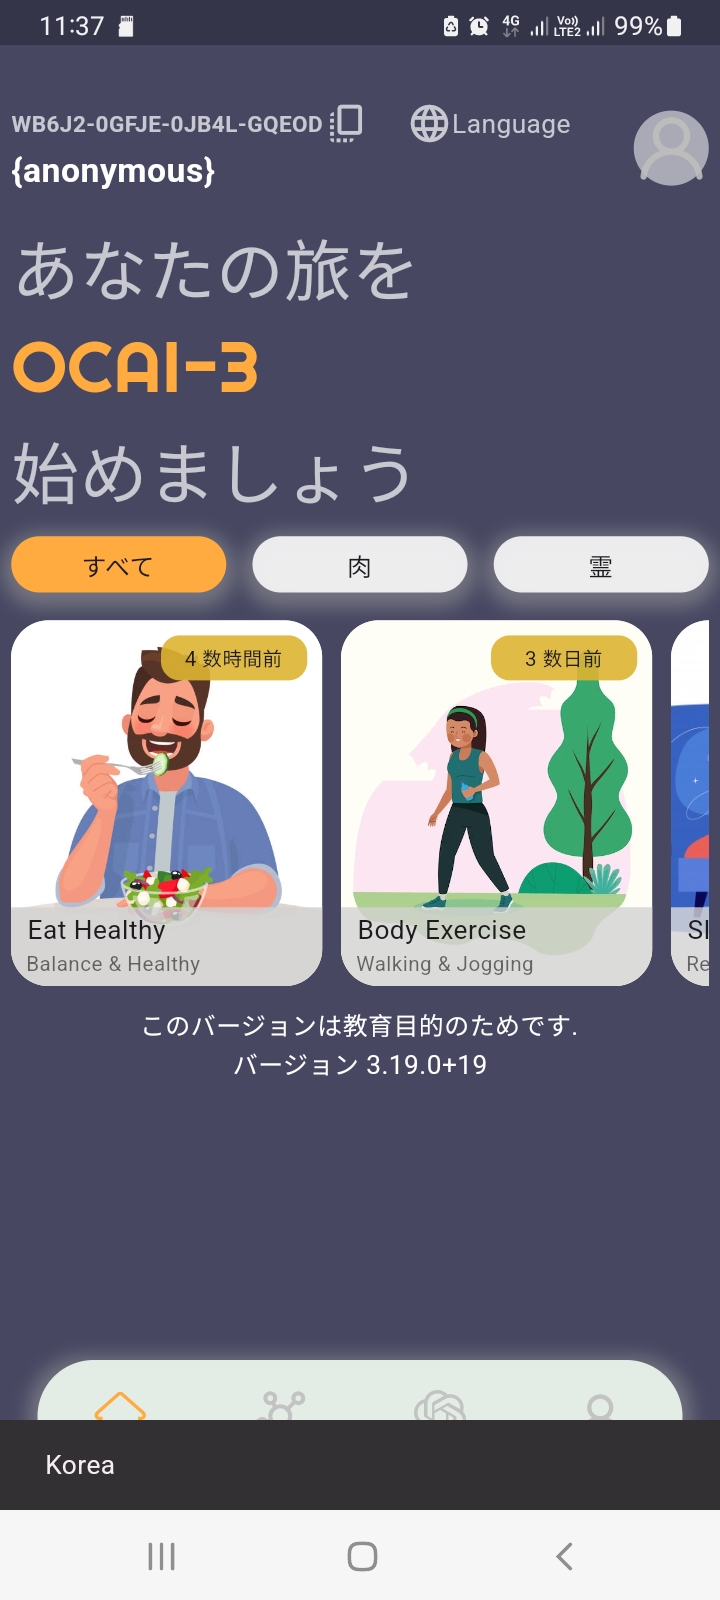 11:37 4G Vo)) LTE2 99%
WB6J2-0GFJE-0JB4L-GQEOD Language
{anonymous}
あなたの旅を
OCAI-3
始めましょう
すべて 肉 霊
4 数時間前 3 数日前
Eat Healthy Body Exercise Sl
Balance & Healthy Walking & Jogging Re
このバージョンは教育目的のためです.
バージョン 3.19.0+19
Korea